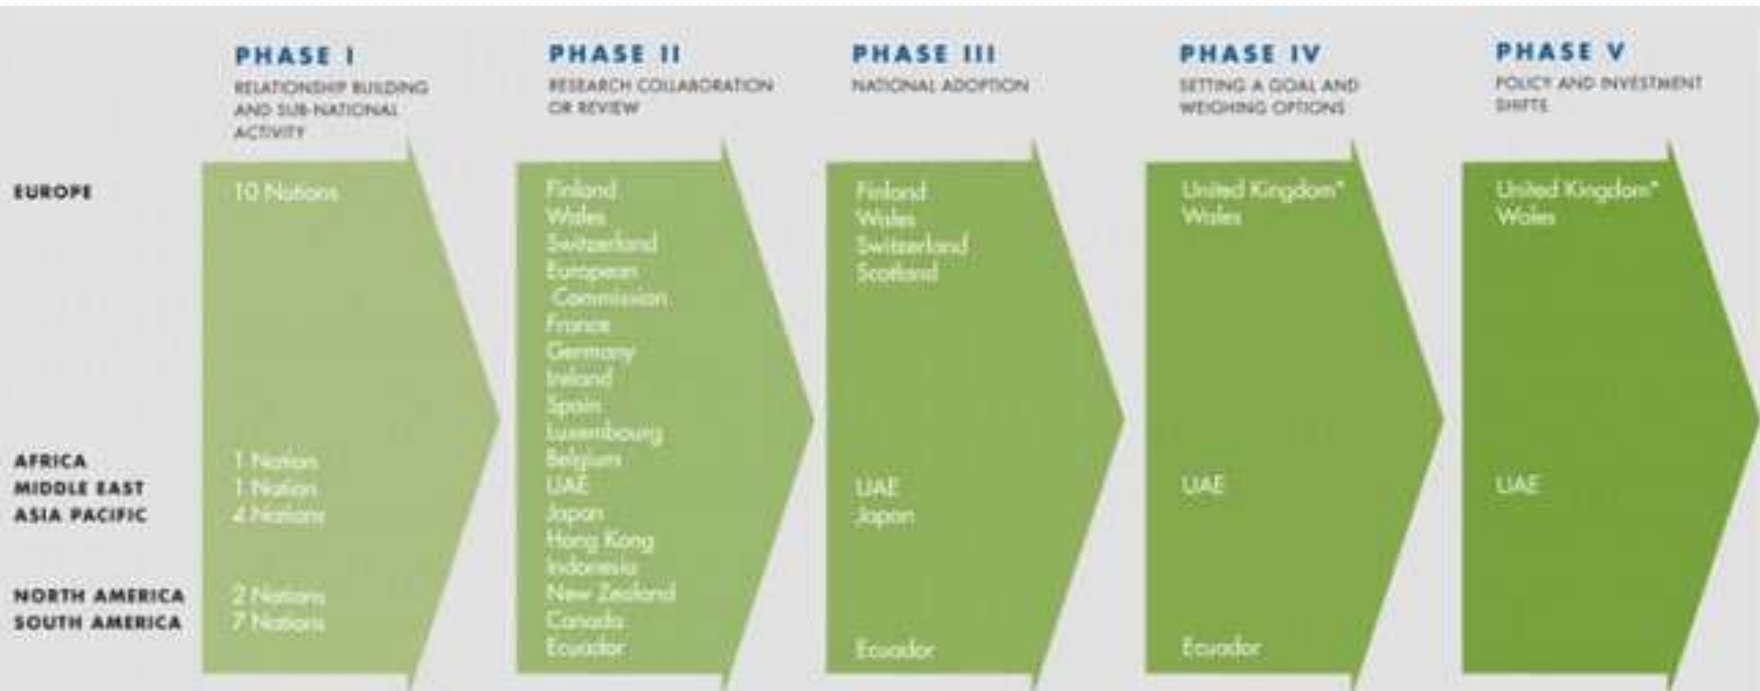 PHASE I
RELATIONSHIP BUILDING
AND SUB-NATIONAL
ACTIVITY
PHASE II
RESEARCH COLLABORATION
OR REVIEW
PHASE III
NATIONAL ADOPTION
PHASE IV
SETTING A GOAL AND
WEIGHING OPTIONS
PHASE V
POLICY AND INVESTMENT
SHIFTS
EUROPE
AFRICA
MIDDLE EAST
ASIA PACIFIC
NORTH AMERICA
SOUTH AMERICA
10 Nations
1 Nation
1 Nation
4 Nations
2 Nations
7 Nations
Finland
Wales
Switzerland
European
Commission
France
Germany
Ireland
Spain
Luxembourg
Belgium
UAE
Japan
Hong Kong
Indonesia
New Zealand
Canada
Ecuador
Finland
Wales
Switzerland
Scotland
UAE
Japan
Ecuador
United Kingdom*
Wales
UAE
Ecuador
United Kingdom*
Wales
UAE